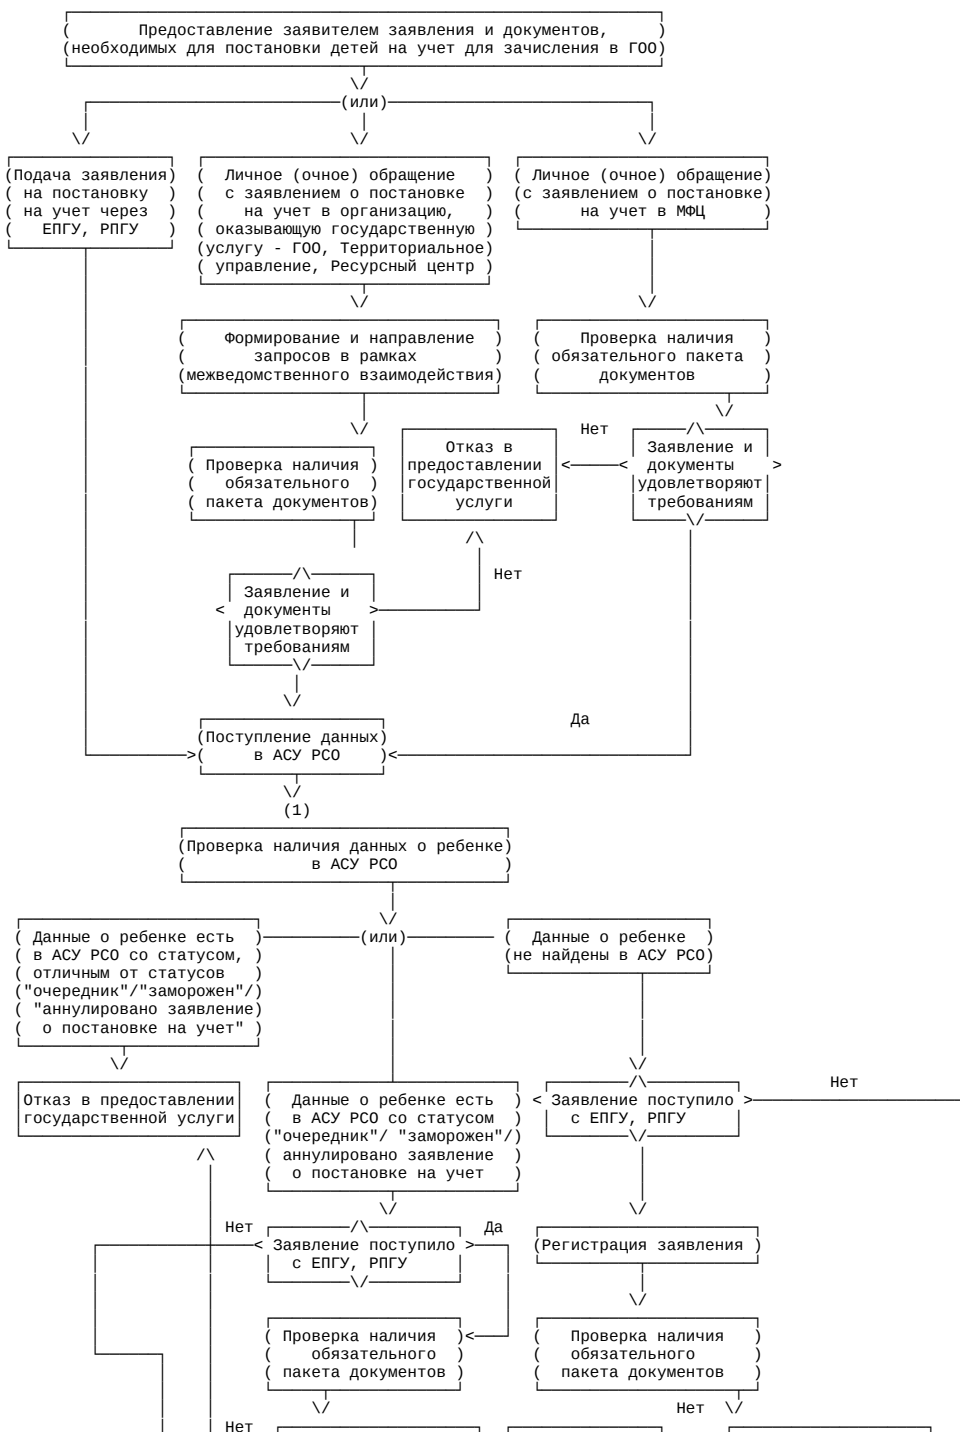 Предоставление заявителем заявления и документов,
необходимых для постановки детей на учет для зачисления в ГОО
(или)
Подача заявления
на постановку
на учет через
ЕПГУ, РПГУ
Личное (очное) обращение
с заявлением о постановке
на учет в организацию,
оказывающую государственную
услугу - ГОО, Территориальное
управление, Ресурсный центр
Личное (очное) обращение
с заявлением о постановке
на учет в МФЦ
Формирование и направление
запросов в рамках
межведомственного взаимодействия
Проверка наличия
обязательного пакета
документов
Проверка наличия
обязательного
пакета документов
Отказ в
предоставлении
государственной
услуги
Нет
Заявление и
документы
удовлетворяют
требованиям
Нет
Заявление и
документы
удовлетворяют
требованиям
Да
Поступление данных
в АСУ РСО
(1)
Проверка наличия данных о ребенке
в АСУ РСО
Данные о ребенке есть
в АСУ РСО со статусом,
отличным от статусов
"очередник"/"заморожен"/
"аннулировано заявление
о постановке на учет"
(или)
Данные о ребенке
не найдены в АСУ РСО
Отказ в предоставлении
государственной услуги
Данные о ребенке есть
в АСУ РСО со статусом
"очередник"/ "заморожен"/
аннулировано заявление
о постановке на учет
Заявление поступило
с ЕПГУ, РПГУ
Нет
Нет
Заявление поступило
с ЕПГУ, РПГУ
Да
Регистрация заявления
Проверка наличия
обязательного
пакета документов
Проверка наличия
обязательного
пакета документов
Нет
Нет